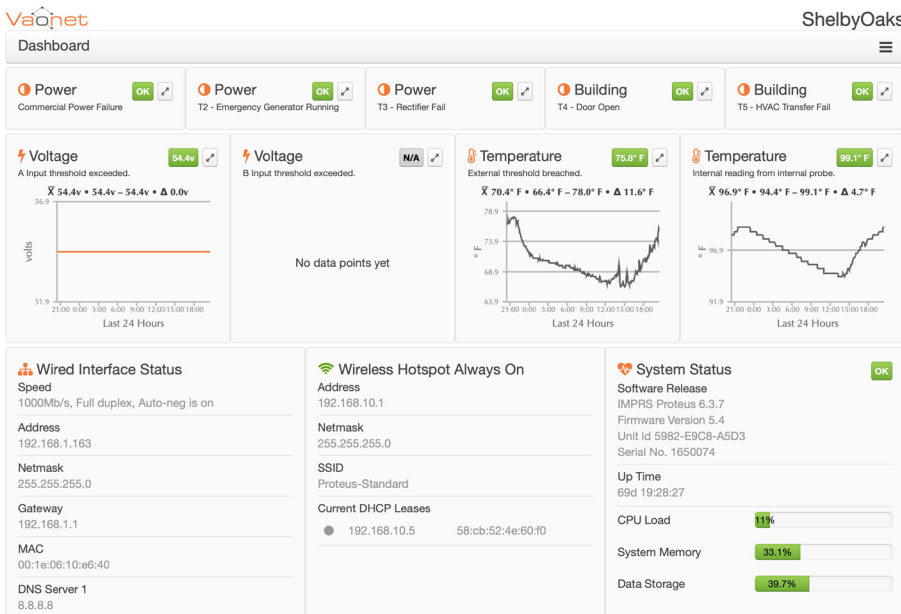 Vaonet
ShelbyOaks
Dashboard
Power OK
Commercial Power Failure
Power OK
T2 - Emergency Generator Running
Power OK
T3 - Rectifier Fail
Building OK
T4 - Door Open
Building OK
T5 - HVAC Transfer Fail
Voltage 54.4v
A Input threshold exceeded.
X̅ 54.4v • 54.4v – 54.4v • Δ 0.0v
56.9
volts
51.9
21:00 0:00 3:00 6:00 9:00 12:00 15:00 18:00
Last 24 Hours
Voltage N/A
B Input threshold exceeded.
No data points yet
Temperature 75.8° F
External threshold breached.
X̅ 70.4° F • 66.4° F – 78.0° F • Δ 11.6° F
78.9
73.9
° F
68.9
63.9
21:00 0:00 3:00 6:00 9:00 12:00 15:00 18:00
Last 24 Hours
Temperature 99.1° F
Internal reading from internal probe.
X̅ 96.9° F • 94.4° F – 99.1° F • Δ 4.7° F
° F
96.9
91.9
21:00 0:00 3:00 6:00 9:00 12:00 15:00 18:00
Last 24 Hours
Wired Interface Status
Speed
1000Mb/s, Full duplex, Auto-neg is on
Address
192.168.1.163
Netmask
255.255.255.0
Gateway
192.168.1.1
MAC
00:1e:06:10:e6:40
DNS Server 1
8.8.8.8
Wireless Hotspot Always On
Address
192.168.10.1
Netmask
255.255.255.0
SSID
Proteus-Standard
Current DHCP Leases
192.168.10.5 58:cb:52:4e:60:f0
System Status OK
Software Release
IMPRS Proteus 6.3.7
Firmware Version 5.4
Unit Id 5982-E9C8-A5D3
Serial No. 1650074
Up Time
69d 19:28:27
CPU Load 11%
System Memory 33.1%
Data Storage 39.7%